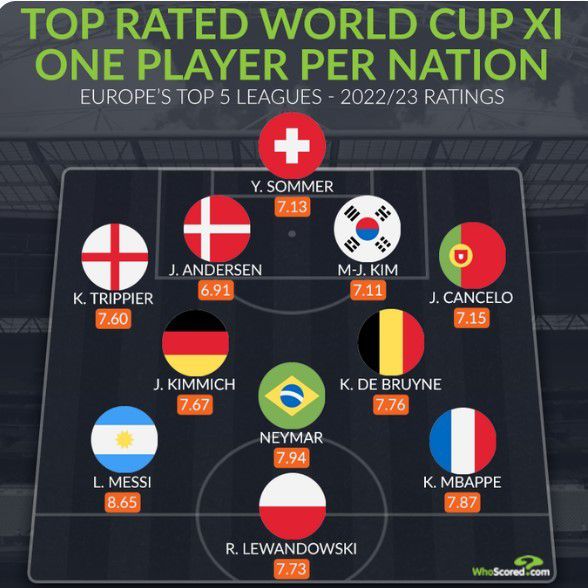 TOP RATED WORLD CUP XI
ONE PLAYER PER NATION
EUROPE'S TOP 5 LEAGUES - 2022/23 RATINGS
Y. SOMMER
7.13
K. TRIPPIER
7.60
J. ANDERSEN
6.91
M-J. KIM
7.11
J. CANCELO
7.15
J. KIMMICH
7.67
K. DE BRUYNE
7.76
NEYMAR
7.94
L. MESSI
8.65
K. MBAPPE
7.87
R. LEWANDOWSKI
7.73
WhoScored.com